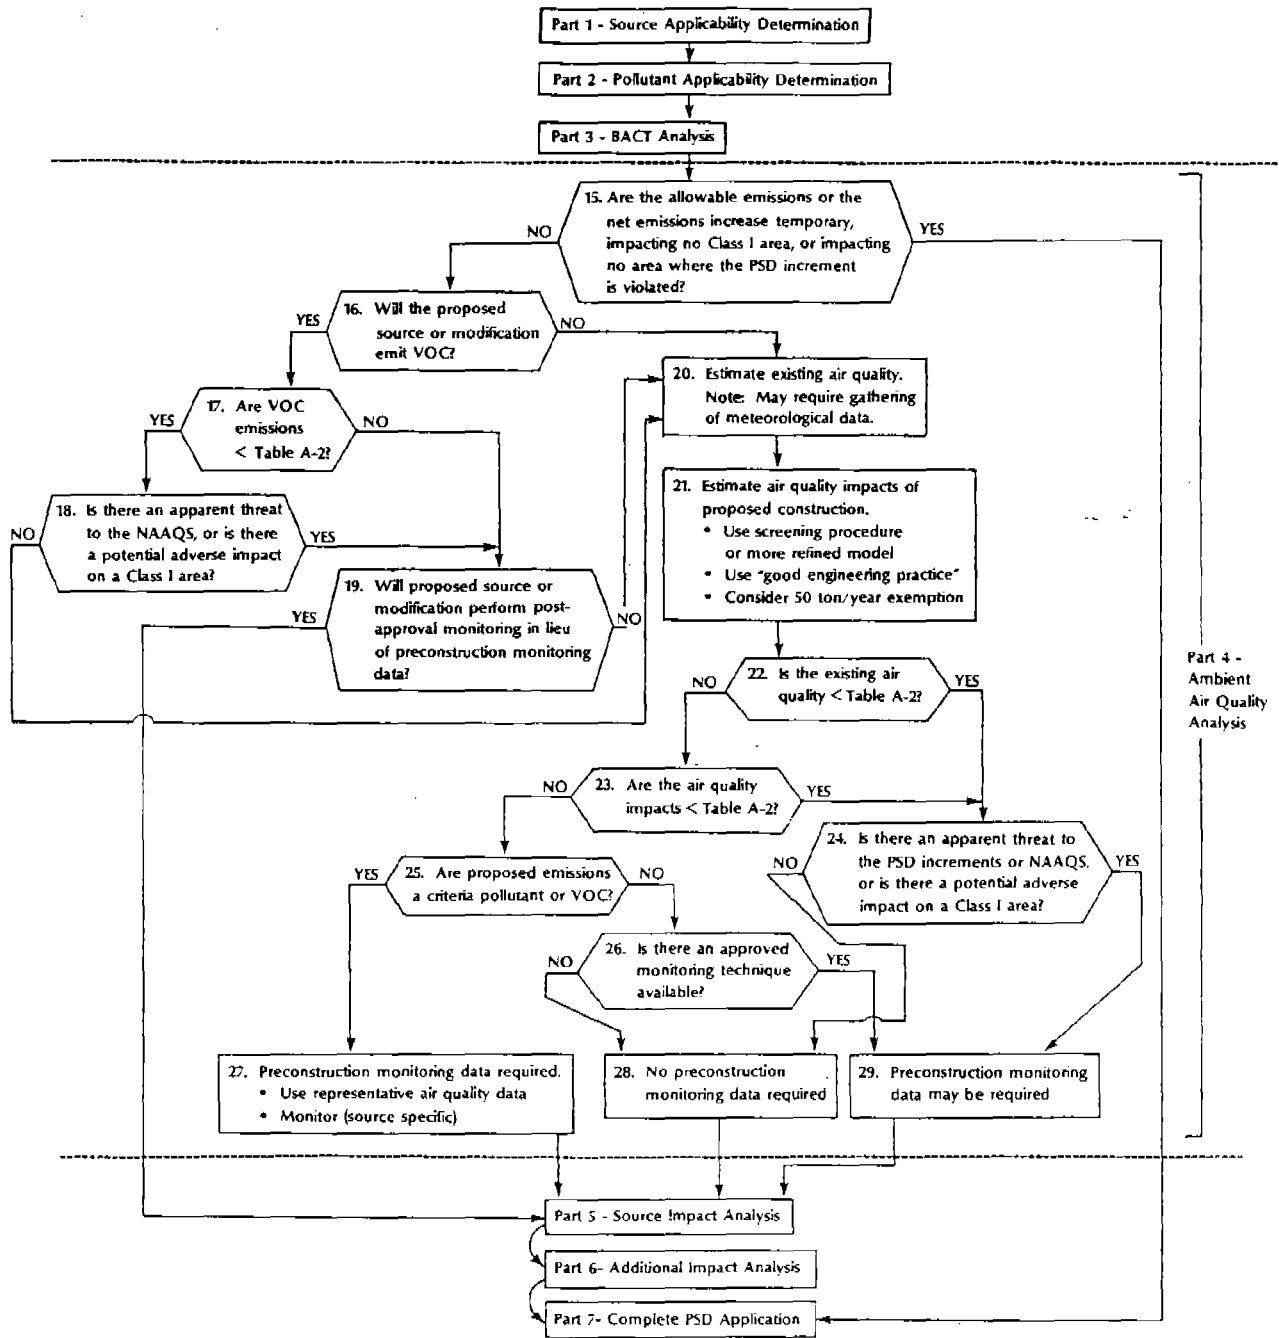 Part 1 - Source Applicability Determination
Part 2 - Pollutant Applicability Determination
Part 3 - BACT Analysis
15. Are the allowable emissions or the
net emissions increase temporary,
impacting no Class I area, or impacting
no area where the PSD increment
is violated?
NO
YES
16. Will the proposed
source or modification
emit VOC?
YES
NO
17. Are VOC
emissions
< Table A-2?
YES
NO
18. Is there an apparent threat
to the NAAQS, or is there
a potential adverse impact
on a Class I area?
NO
YES
19. Will proposed source or
modification perform post-
approval monitoring in lieu
of preconstruction monitoring
data?
YES
NO
20. Estimate existing air quality.
Note: May require gathering
of meteorological data.
21. Estimate air quality impacts of
proposed construction.
• Use screening procedure
or more refined model
• Use "good engineering practice"
• Consider 50 ton/year exemption
22. Is the existing air
quality < Table A-2?
NO
YES
23. Are the air quality
impacts < Table A-2?
NO
YES
24. Is there an apparent threat to
the PSD increments or NAAQS,
or is there a potential adverse
impact on a Class I area?
NO
YES
25. Are proposed emissions
a criteria pollutant or VOC?
YES
NO
26. Is there an approved
monitoring technique
available?
NO
YES
27. Preconstruction monitoring data required.
• Use representative air quality data
• Monitor (source specific)
28. No preconstruction
monitoring data required
29. Preconstruction monitoring
data may be required
Part 4 -
Ambient
Air Quality
Analysis
Part 5 - Source Impact Analysis
Part 6- Additional Impact Analysis
Part 7- Complete PSD Application